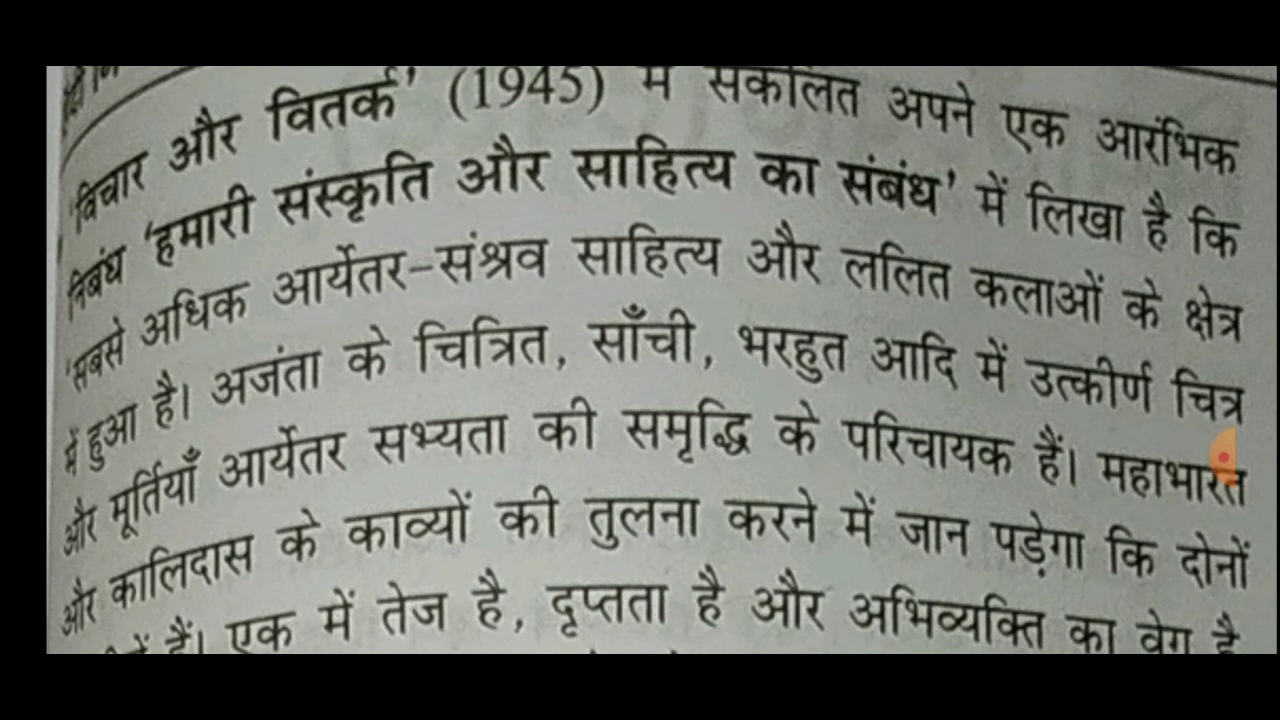 'विचार और वितर्क' (1945) में संकलित अपने एक आरंभिक
निबंध 'हमारी संस्कृति और साहित्य का संबंध' में लिखा है कि
'सबसे अधिक आर्येतर-संश्रव साहित्य और ललित कलाओं के क्षेत्र
में हुआ है। अजंता के चित्रित, साँची, भरहुत आदि में उत्कीर्ण चित्र
और मूर्तियाँ आर्येतर सभ्यता की समृद्धि के परिचायक हैं। महाभारत
और कालिदास के काव्यों की तुलना करने में जान पड़ेगा कि दोनों
हैं। एक में तेज है, दृप्तता है और अभिव्यक्ति का वेग है